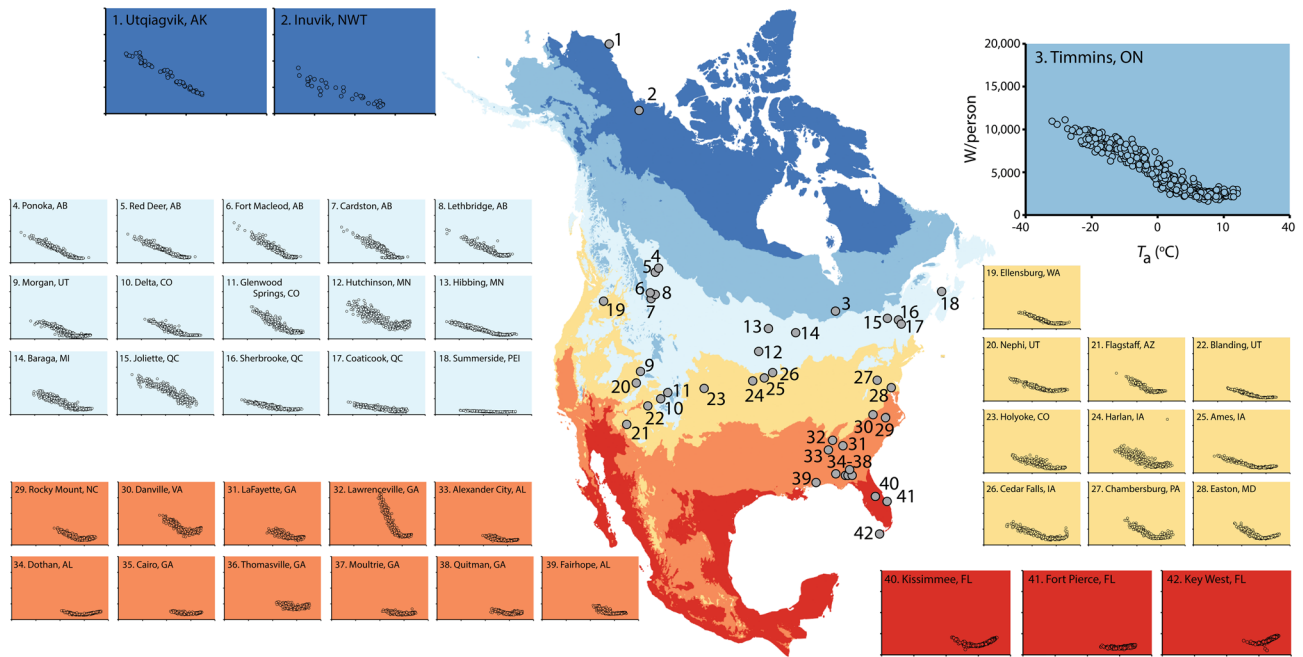 1. Utqiagvik, AK
2. Inuvik, NWT
3. Timmins, ON
20,000
15,000
10,000
5,000
0
W/person
-40
-20
0
10
20
40
Ta (°C)
4. Ponoka, AB
5. Red Deer, AB
6. Fort Macleod, AB
7. Cardston, AB
8. Lethbridge, AB
9. Morgan, UT
10. Delta, CO
11. Glenwood
Springs, CO
12. Hutchinson, MN
13. Hibbing, MN
14. Baraga, MI
15. Joliette, QC
16. Sherbrooke, QC
17. Coaticook, QC
18. Summerside, PEI
19. Ellensburg, WA
20. Nephi, UT
21. Flagstaff, AZ
22. Blanding, UT
23. Holyoke, CO
24. Harlan, IA
25. Ames, IA
26. Cedar Falls, IA
27. Chambersburg, PA
28. Easton, MD
29. Rocky Mount, NC
30. Danville, VA
31. LaFayette, GA
32. Lawrenceville, GA
33. Alexander City, AL
34. Dothan, AL
35. Cairo, GA
36. Thomasville, GA
37. Moultrie, GA
38. Quitman, GA
39. Fairhope, AL
40. Kissimmee, FL
41. Fort Pierce, FL
42. Key West, FL
1
2
3
4
5
6
7
8
9
10
11
12
13
14
15
16
17
18
19
20
21
22
23
24
25
26
27
28
29
30
31
32
33
34-38
39
40
41
42